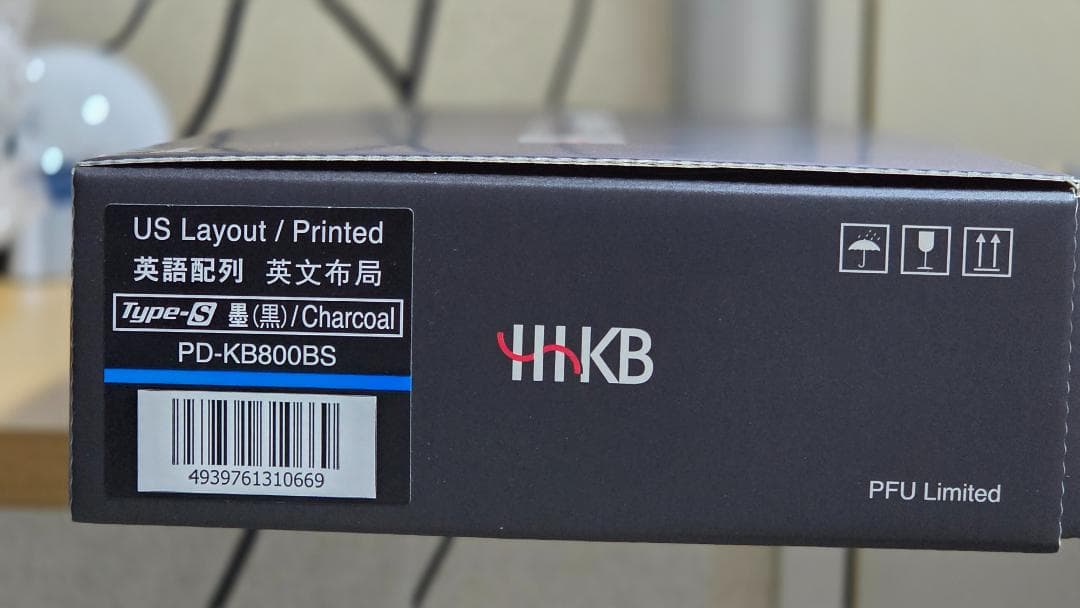 US Layout / Printed
英語配列 英文布局
Type-S 墨(黒)/Charcoal
PD-KB800BS
4939761310669
HHKB
PFU Limited